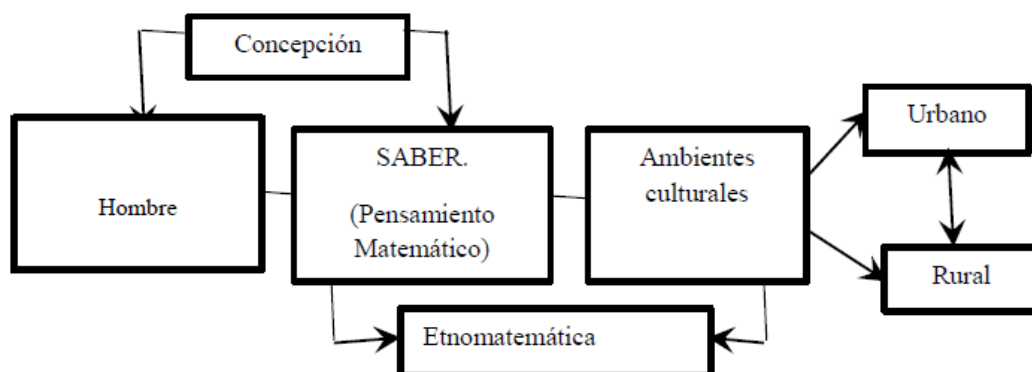 Concepción
Hombre
SABER.
(Pensamiento
Matemático)
Ambientes
culturales
Urbano
Rural
Etnomatemática